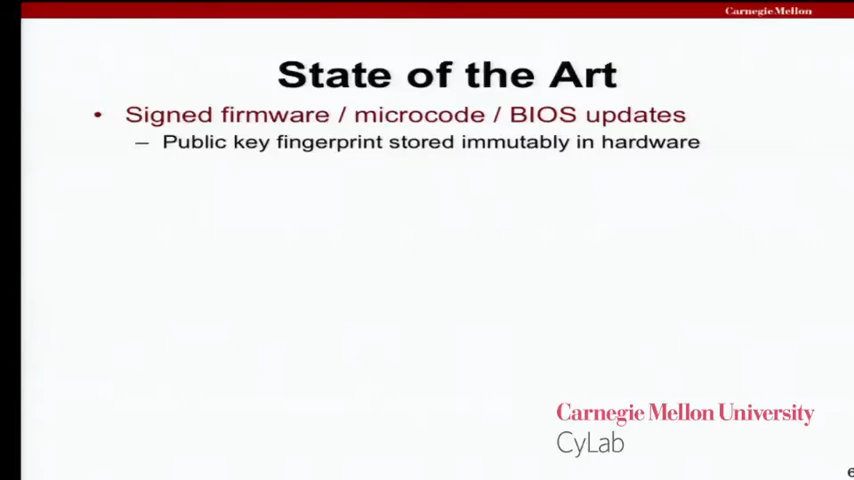 Carnegie Mellon
State of the Art
• Signed firmware / microcode / BIOS updates
– Public key fingerprint stored immutably in hardware
Carnegie Mellon University
CyLab
6